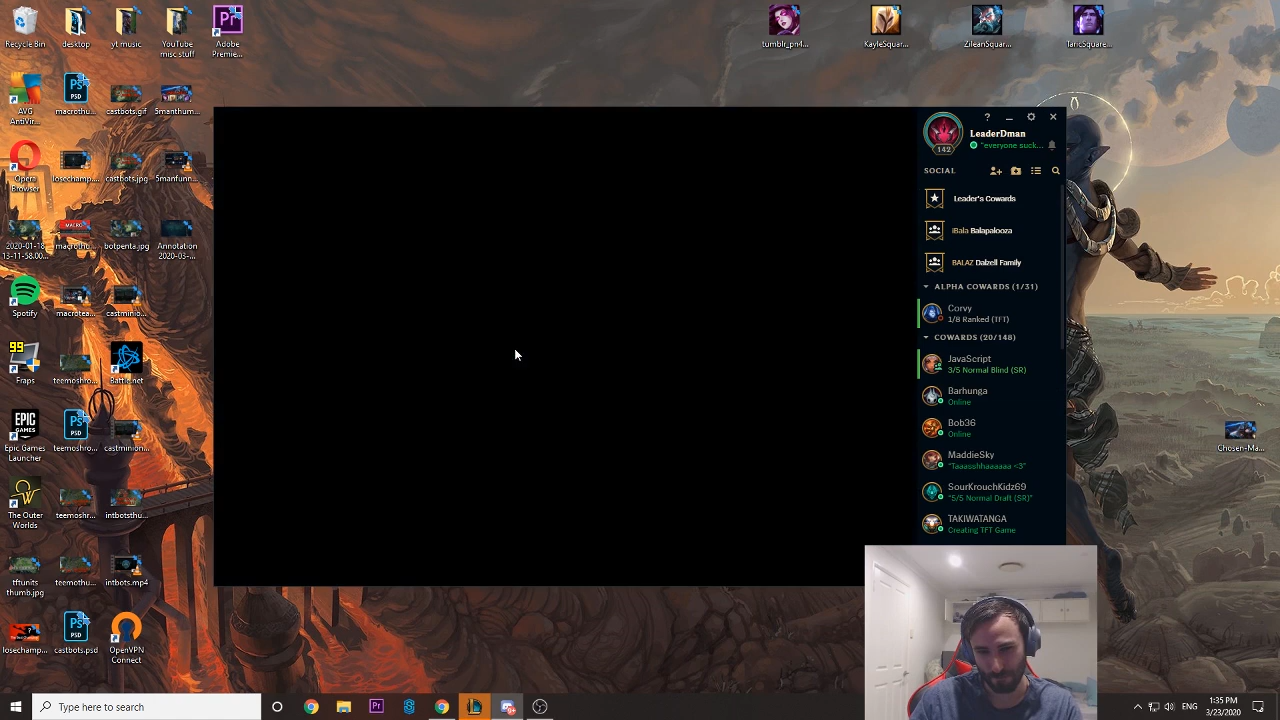 Recycle Bin
desktop
yt music
YouTube
misc stuff
Adobe
Premie...
tumblr_pn4...
KayleSquar...
ZileanSquar...
TaricSquare...
AVG
AntiVir...
macrothu...
castbots.gif
5manthum...
Opera
Browser
losechamp...
castbots.jpg
5manfunn...
2020-01-18
13-11-58.00...
macrotho...
botpenta.jpg
Annotation
2020-03-...
Spotify
macrotea...
castminio...
99
Fraps
teemoshro...
Battle.net
EPIC
GAMES
Epic Games
Launcher
teemoshro...
castminion...
The Outer
Worlds
teemothu...
intbotsthu...
tftunits
thumb.jpg
teemothu...
intbots.mp4
losechamp...
castbots.psd
OpenVPN
Connect
Chosen-Ma...
142
LeaderDman
"everyone suck...
SOCIAL
Leader's Cowards
iBala Balapalooza
BALAZ Dalzell Family
ALPHA COWARDS (1/31)
Corvy
1/8 Ranked (TFT)
COWARDS (20/148)
JavaScript
3/5 Normal Blind (SR)
Barhunga
Online
Bob36
Online
MaddieSky
"Taaasshhaaaaaa <3"
SourKrouchKidz69
"5/5 Normal Draft (SR)"
TAKIWATANGA
Creating TFT Game
Type here to search
ENG
1:35 PM
3/23/2020